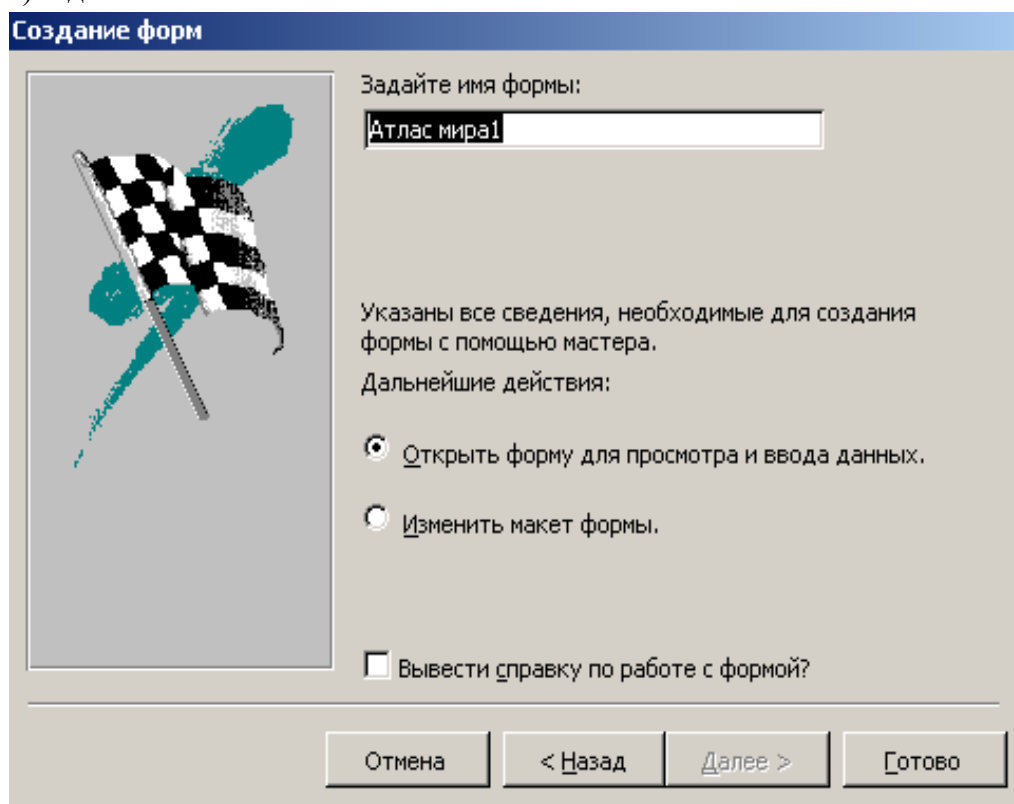 Создание форм
Задайте имя формы:
Атлас мира1
Указаны все сведения, необходимые для создания
формы с помощью мастера.
Дальнейшие действия:
Открыть форму для просмотра и ввода данных.
Изменить макет формы.
Вывести справку по работе с формой?
Отмена
< Назад
Далее >
Готово